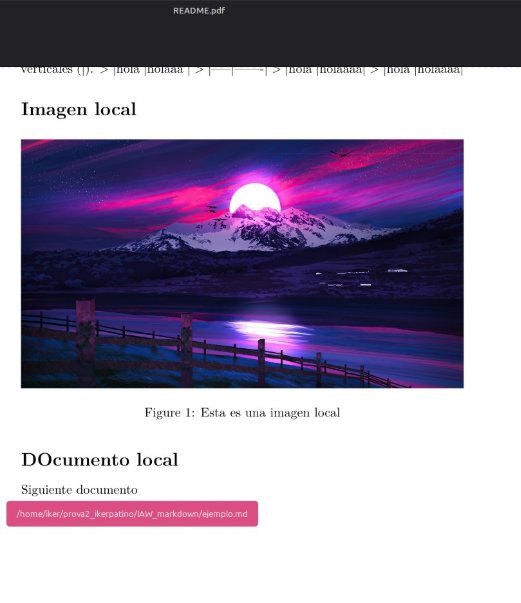 README.pdf
verticales (|). > |hola |holaaa | > |—–|——-| > |hola |holaaaa| > |hola |holaaaa|
Imagen local
Figure 1: Esta es una imagen local
DOcumento local
Siguiente documento
/home/iker/prova2_ikerpatino/IAW_markdown/ejemplo.md